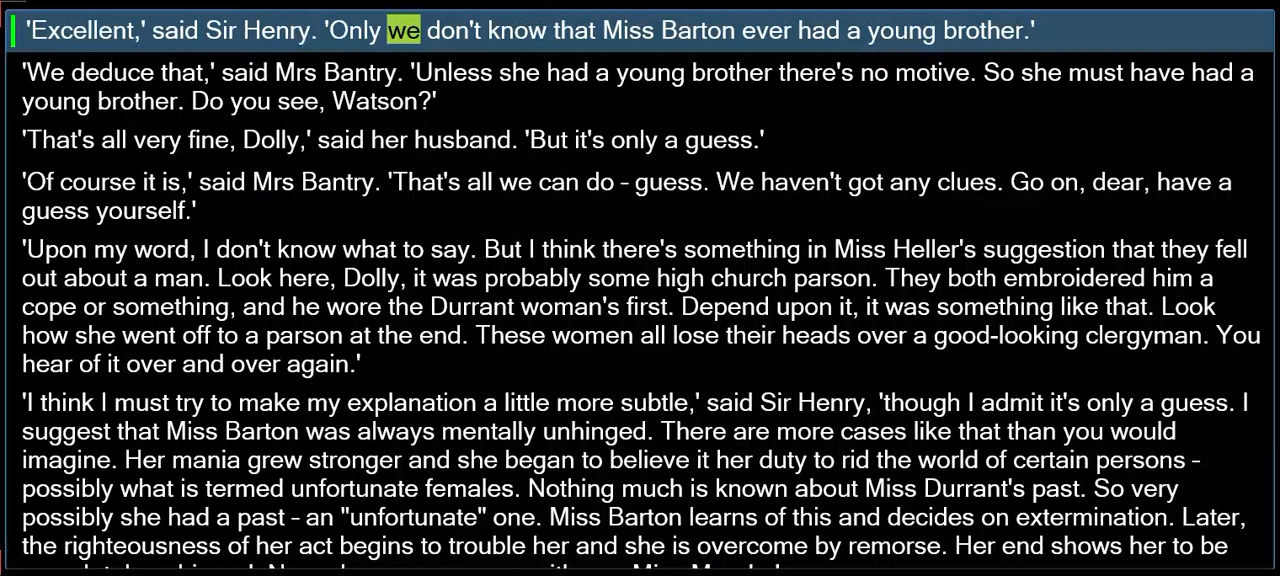 'Excellent,' said Sir Henry. 'Only we don't know that Miss Barton ever had a young brother.'
'We deduce that,' said Mrs Bantry. 'Unless she had a young brother there's no motive. So she must have had a
young brother. Do you see, Watson?'
'That's all very fine, Dolly,' said her husband. 'But it's only a guess.'
'Of course it is,' said Mrs Bantry. 'That's all we can do – guess. We haven't got any clues. Go on, dear, have a
guess yourself.'
'Upon my word, I don't know what to say. But I think there's something in Miss Heller's suggestion that they fell
out about a man. Look here, Dolly, it was probably some high church parson. They both embroidered him a
cope or something, and he wore the Durrant woman's first. Depend upon it, it was something like that. Look
how she went off to a parson at the end. These women all lose their heads over a good-looking clergyman. You
hear of it over and over again.'
'I think I must try to make my explanation a little more subtle,' said Sir Henry, 'though I admit it's only a guess. I
suggest that Miss Barton was always mentally unhinged. There are more cases like that than you would
imagine. Her mania grew stronger and she began to believe it her duty to rid the world of certain persons –
possibly what is termed unfortunate females. Nothing much is known about Miss Durrant's past. So very
possibly she had a past – an "unfortunate" one. Miss Barton learns of this and decides on extermination. Later,
the righteousness of her act begins to trouble her and she is overcome by remorse. Her end shows her to be